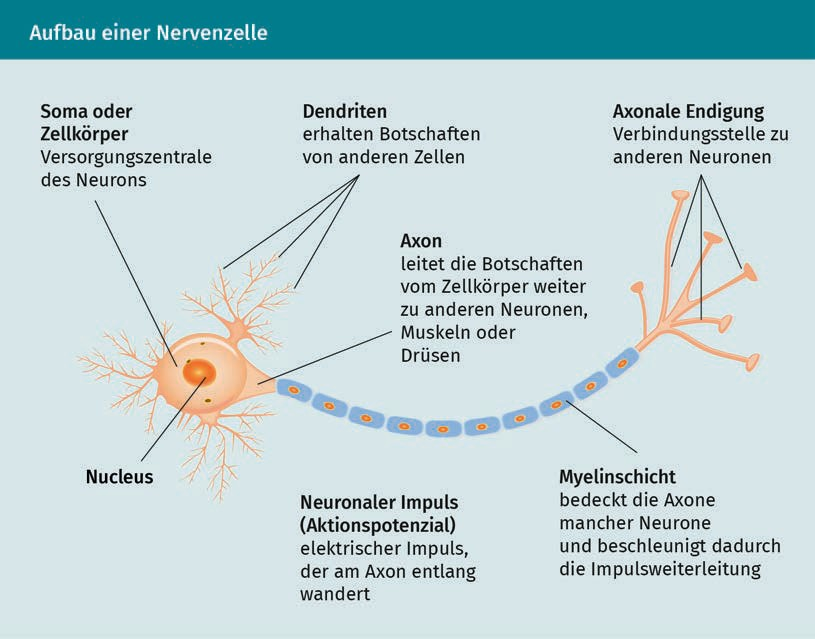 Aufbau einer Nervenzelle
Soma oder
Zellkörper
Versorgungszentrale
des Neurons
Dendriten
erhalten Botschaften
von anderen Zellen
Axonale Endigung
Verbindungsstelle zu
anderen Neuronen
Axon
leitet die Botschaften
vom Zellkörper weiter
zu anderen Neuronen,
Muskeln oder
Drüsen
Nucleus
Neuronaler Impuls
(Aktionspotenzial)
elektrischer Impuls,
der am Axon entlang
wandert
Myelinschicht
bedeckt die Axone
mancher Neurone
und beschleunigt dadurch
die Impulsweiterleitung